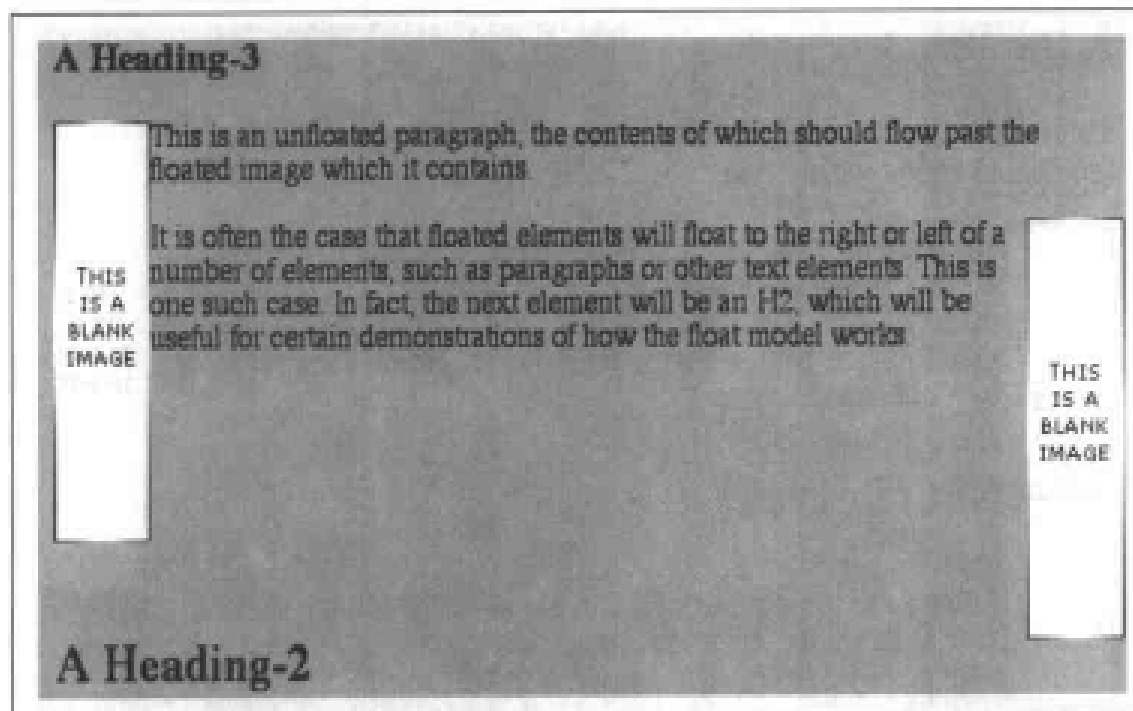 A Heading-3
This is an unfloated paragraph, the contents of which should flow past the
floated image which it contains.
It is often the case that floated elements will float to the right or left of a
number of elements, such as paragraphs or other text elements. This is
one such case. In fact, the next element will be an H2, which will be
useful for certain demonstrations of how the float model works.
THIS
IS A
BLANK
IMAGE
THIS
IS A
BLANK
IMAGE
A Heading-2